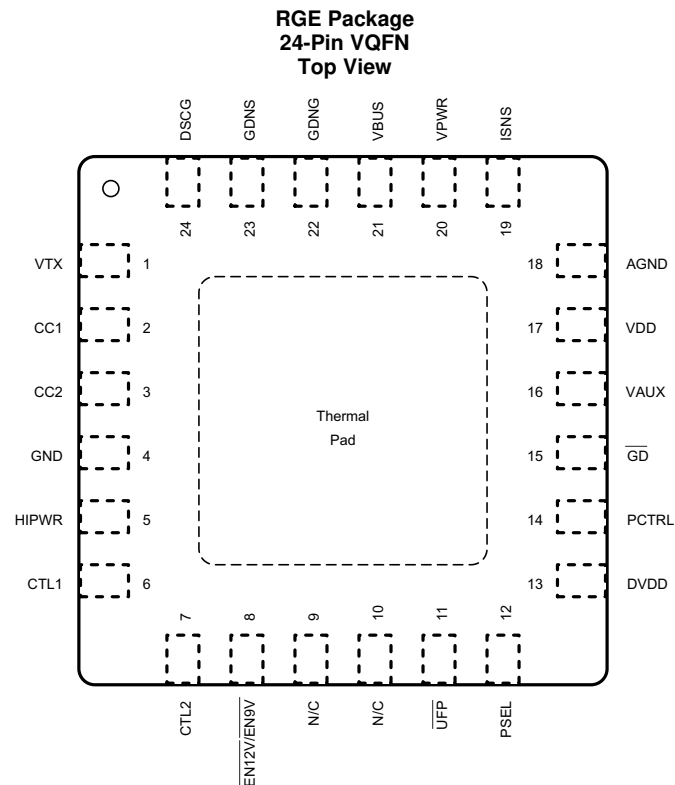 RGE Package
24-Pin VQFN
Top View
DSCG
GDNS
GDNG
VBUS
VPWR
ISNS
24
23
22
21
20
19
VTX 1
CC1 2
CC2 3
GND 4
HIPWR 5
CTL1 6
18 AGND
17 VDD
16 VAUX
15 GD
14 PCTRL
13 DVDD
Thermal
Pad
7
8
9
10
11
12
CTL2
EN12V/EN9V
N/C
N/C
UFP
PSEL